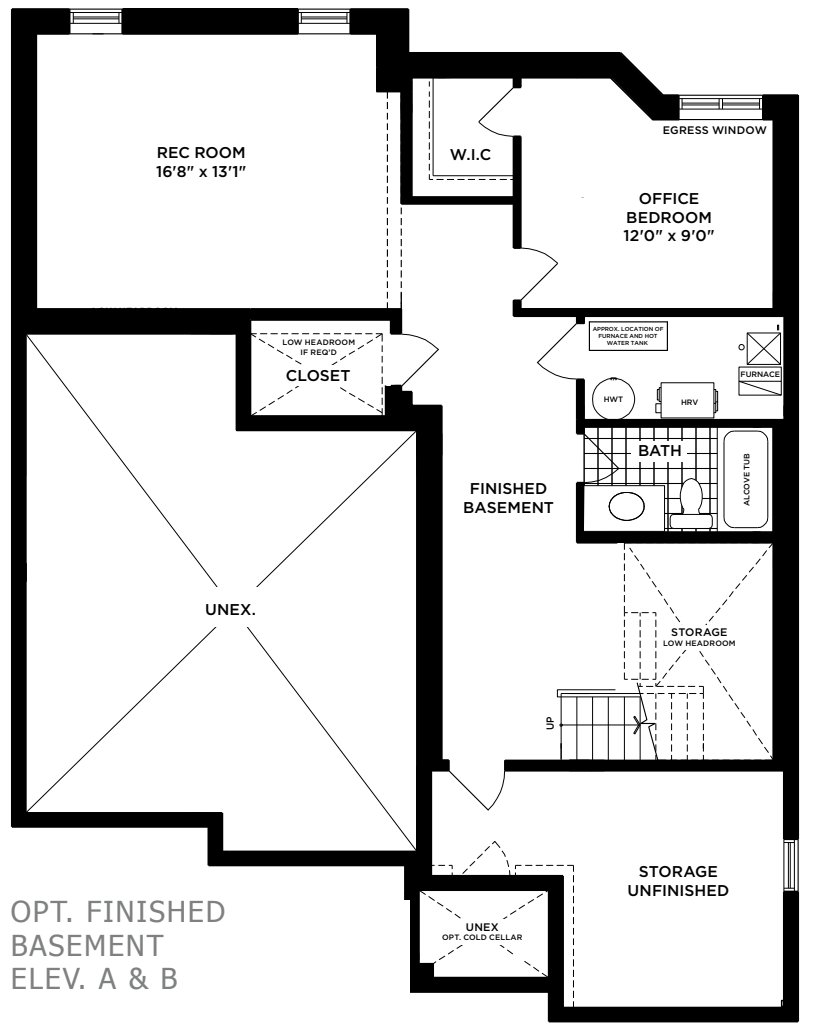 REC ROOM
16'8" x 13'1"
W.I.C
EGRESS WINDOW
OFFICE
BEDROOM
12'0" x 9'0"
LOW HEADROOM
IF REQ'D
CLOSET
APPROX. LOCATION OF
FURNACE AND HOT
WATER TANK
FURNACE
HWT
HRV
BATH
ALCOVE TUB
FINISHED
BASEMENT
UNEX.
STORAGE
LOW HEADROOM
UP
STORAGE
UNFINISHED
UNEX
OPT. COLD CELLAR
OPT. FINISHED
BASEMENT
ELEV. A & B